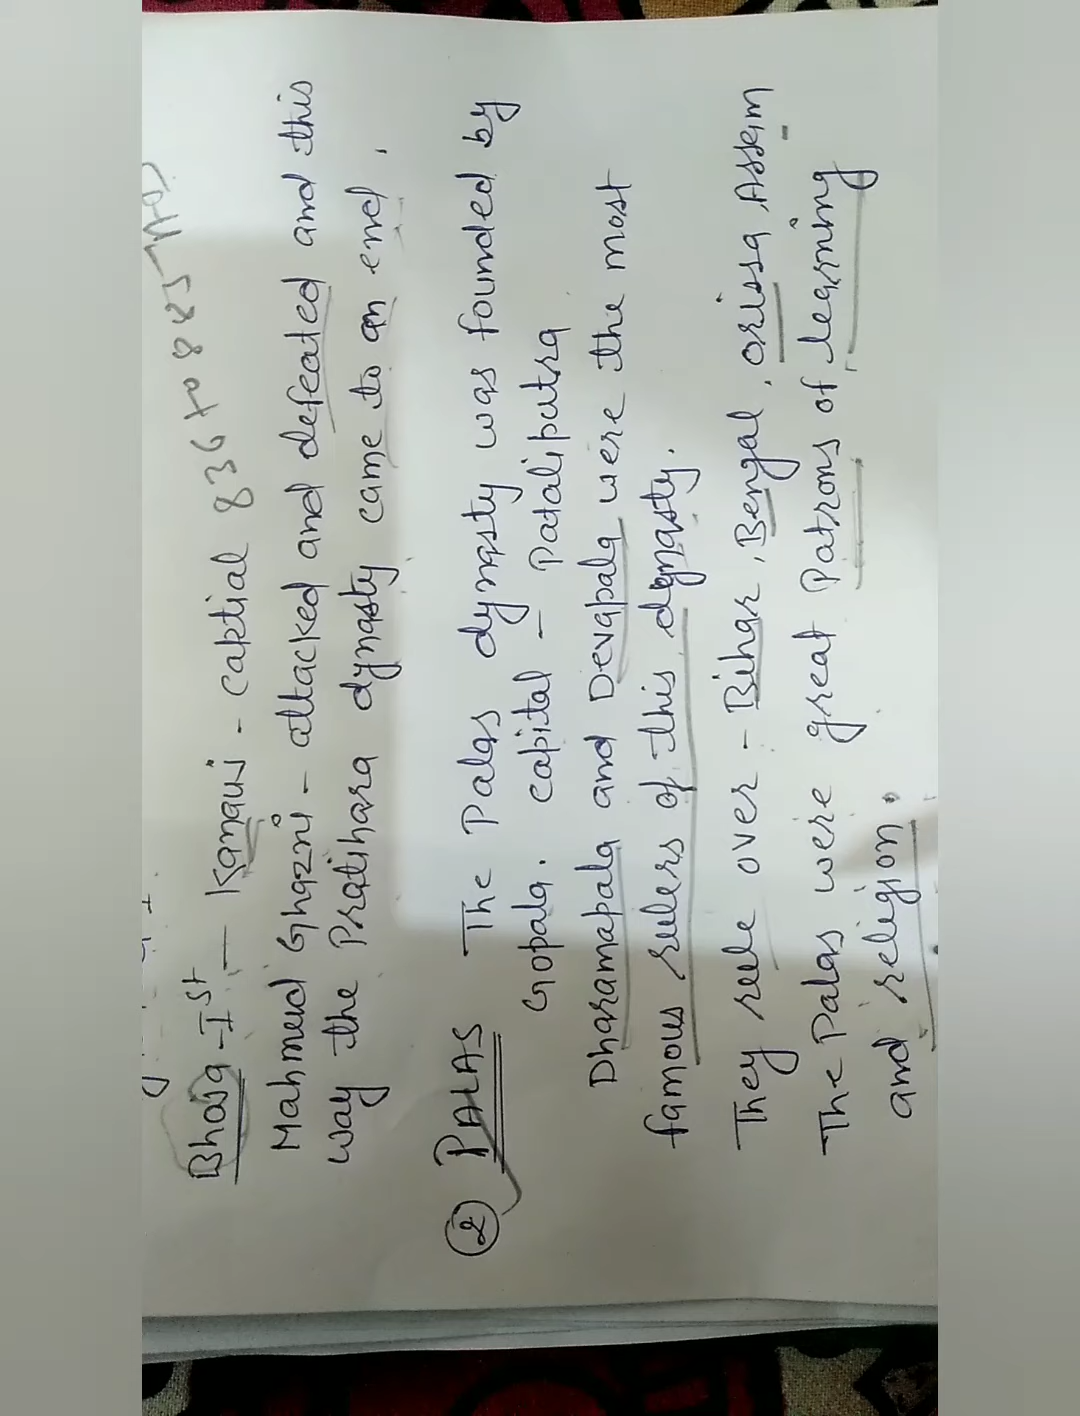 Bhoja-Ist - Kanauj - caktial 836 to 885
Mahmeud Ghazni - attacked and defeated and this
way the Pratihara dynasty came to an end.
② PALAS The Palas dynasty was founded by
Gopala. capital - Pataliputra
Dharamapala and Devapala were the most
famous rulers of this dynasty.
They rule over - Bihar, Bengal, orissa, Assam
The Palas were great Patrons of learning
and religion.